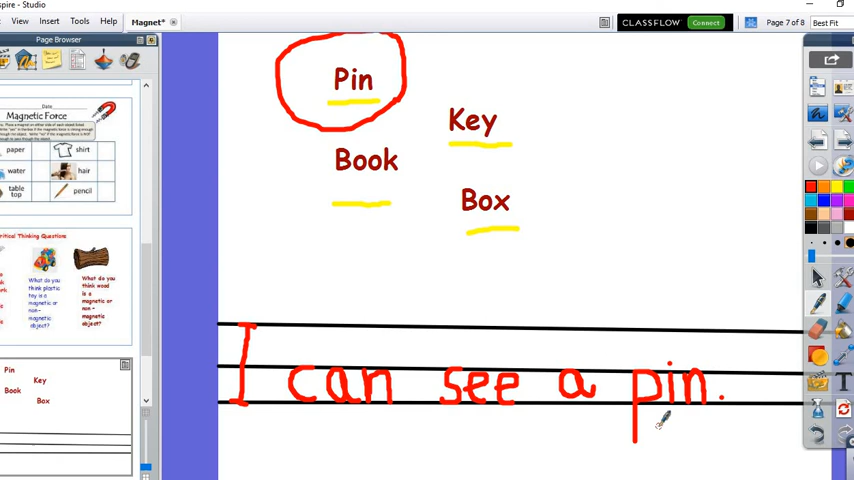 spire - Studio
View Insert Tools Help Magnet* CLASSFLOW Connect Page 7 of 8 Best Fit
Page Browser
Date
Magnetic Force
paper shirt
water hair
table top pencil
ritical Thinking Questions
What do you think plastic toy is a magnetic or non - magnetic object?
What do you think wood is a magnetic or non - magnetic object?
Pin
Key
Book
Box
Pin
Key
Book
Box
I can see a pin.